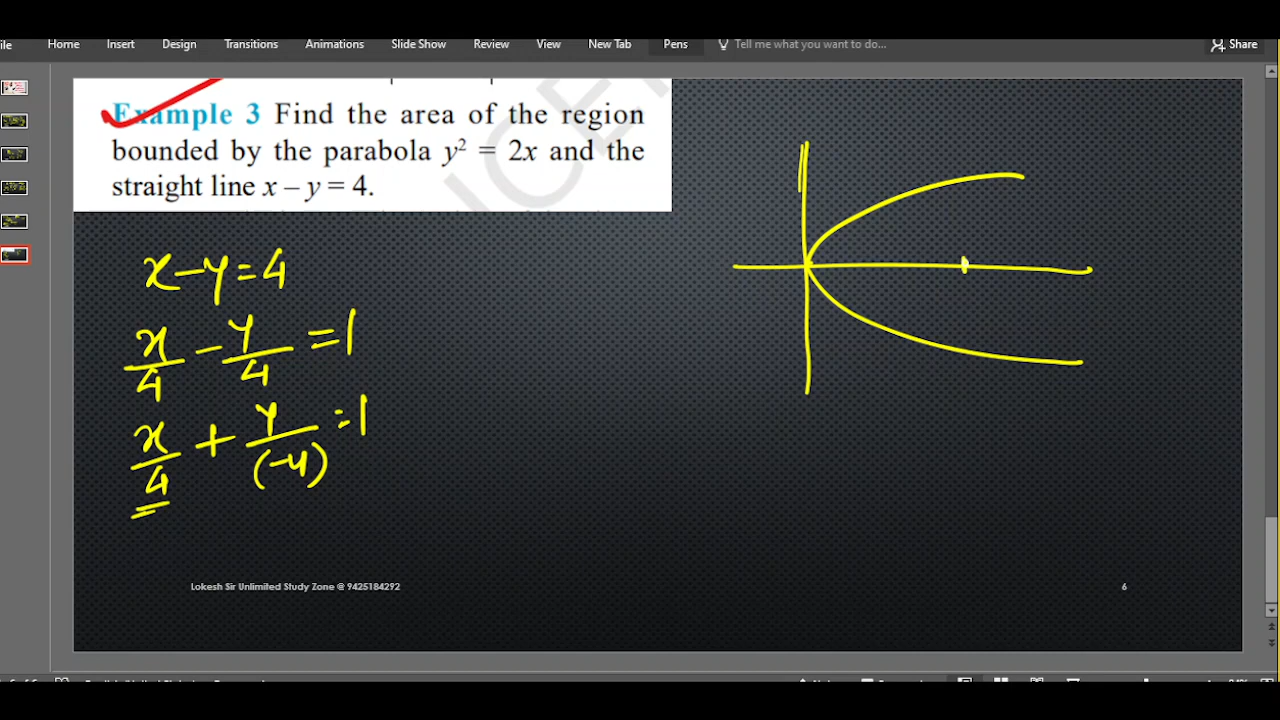 ile Home Insert Design Transitions Animations Slide Show Review View New Tab Pens Tell me what you want to do... Share
Example 3 Find the area of the region
bounded by the parabola y² = 2x and the
straight line x – y = 4.
x-y=4
x/4 - y/4 = 1
x/4 + y/(-4) = 1
Lokesh Sir Unlimited Study Zone @ 9425184292
6